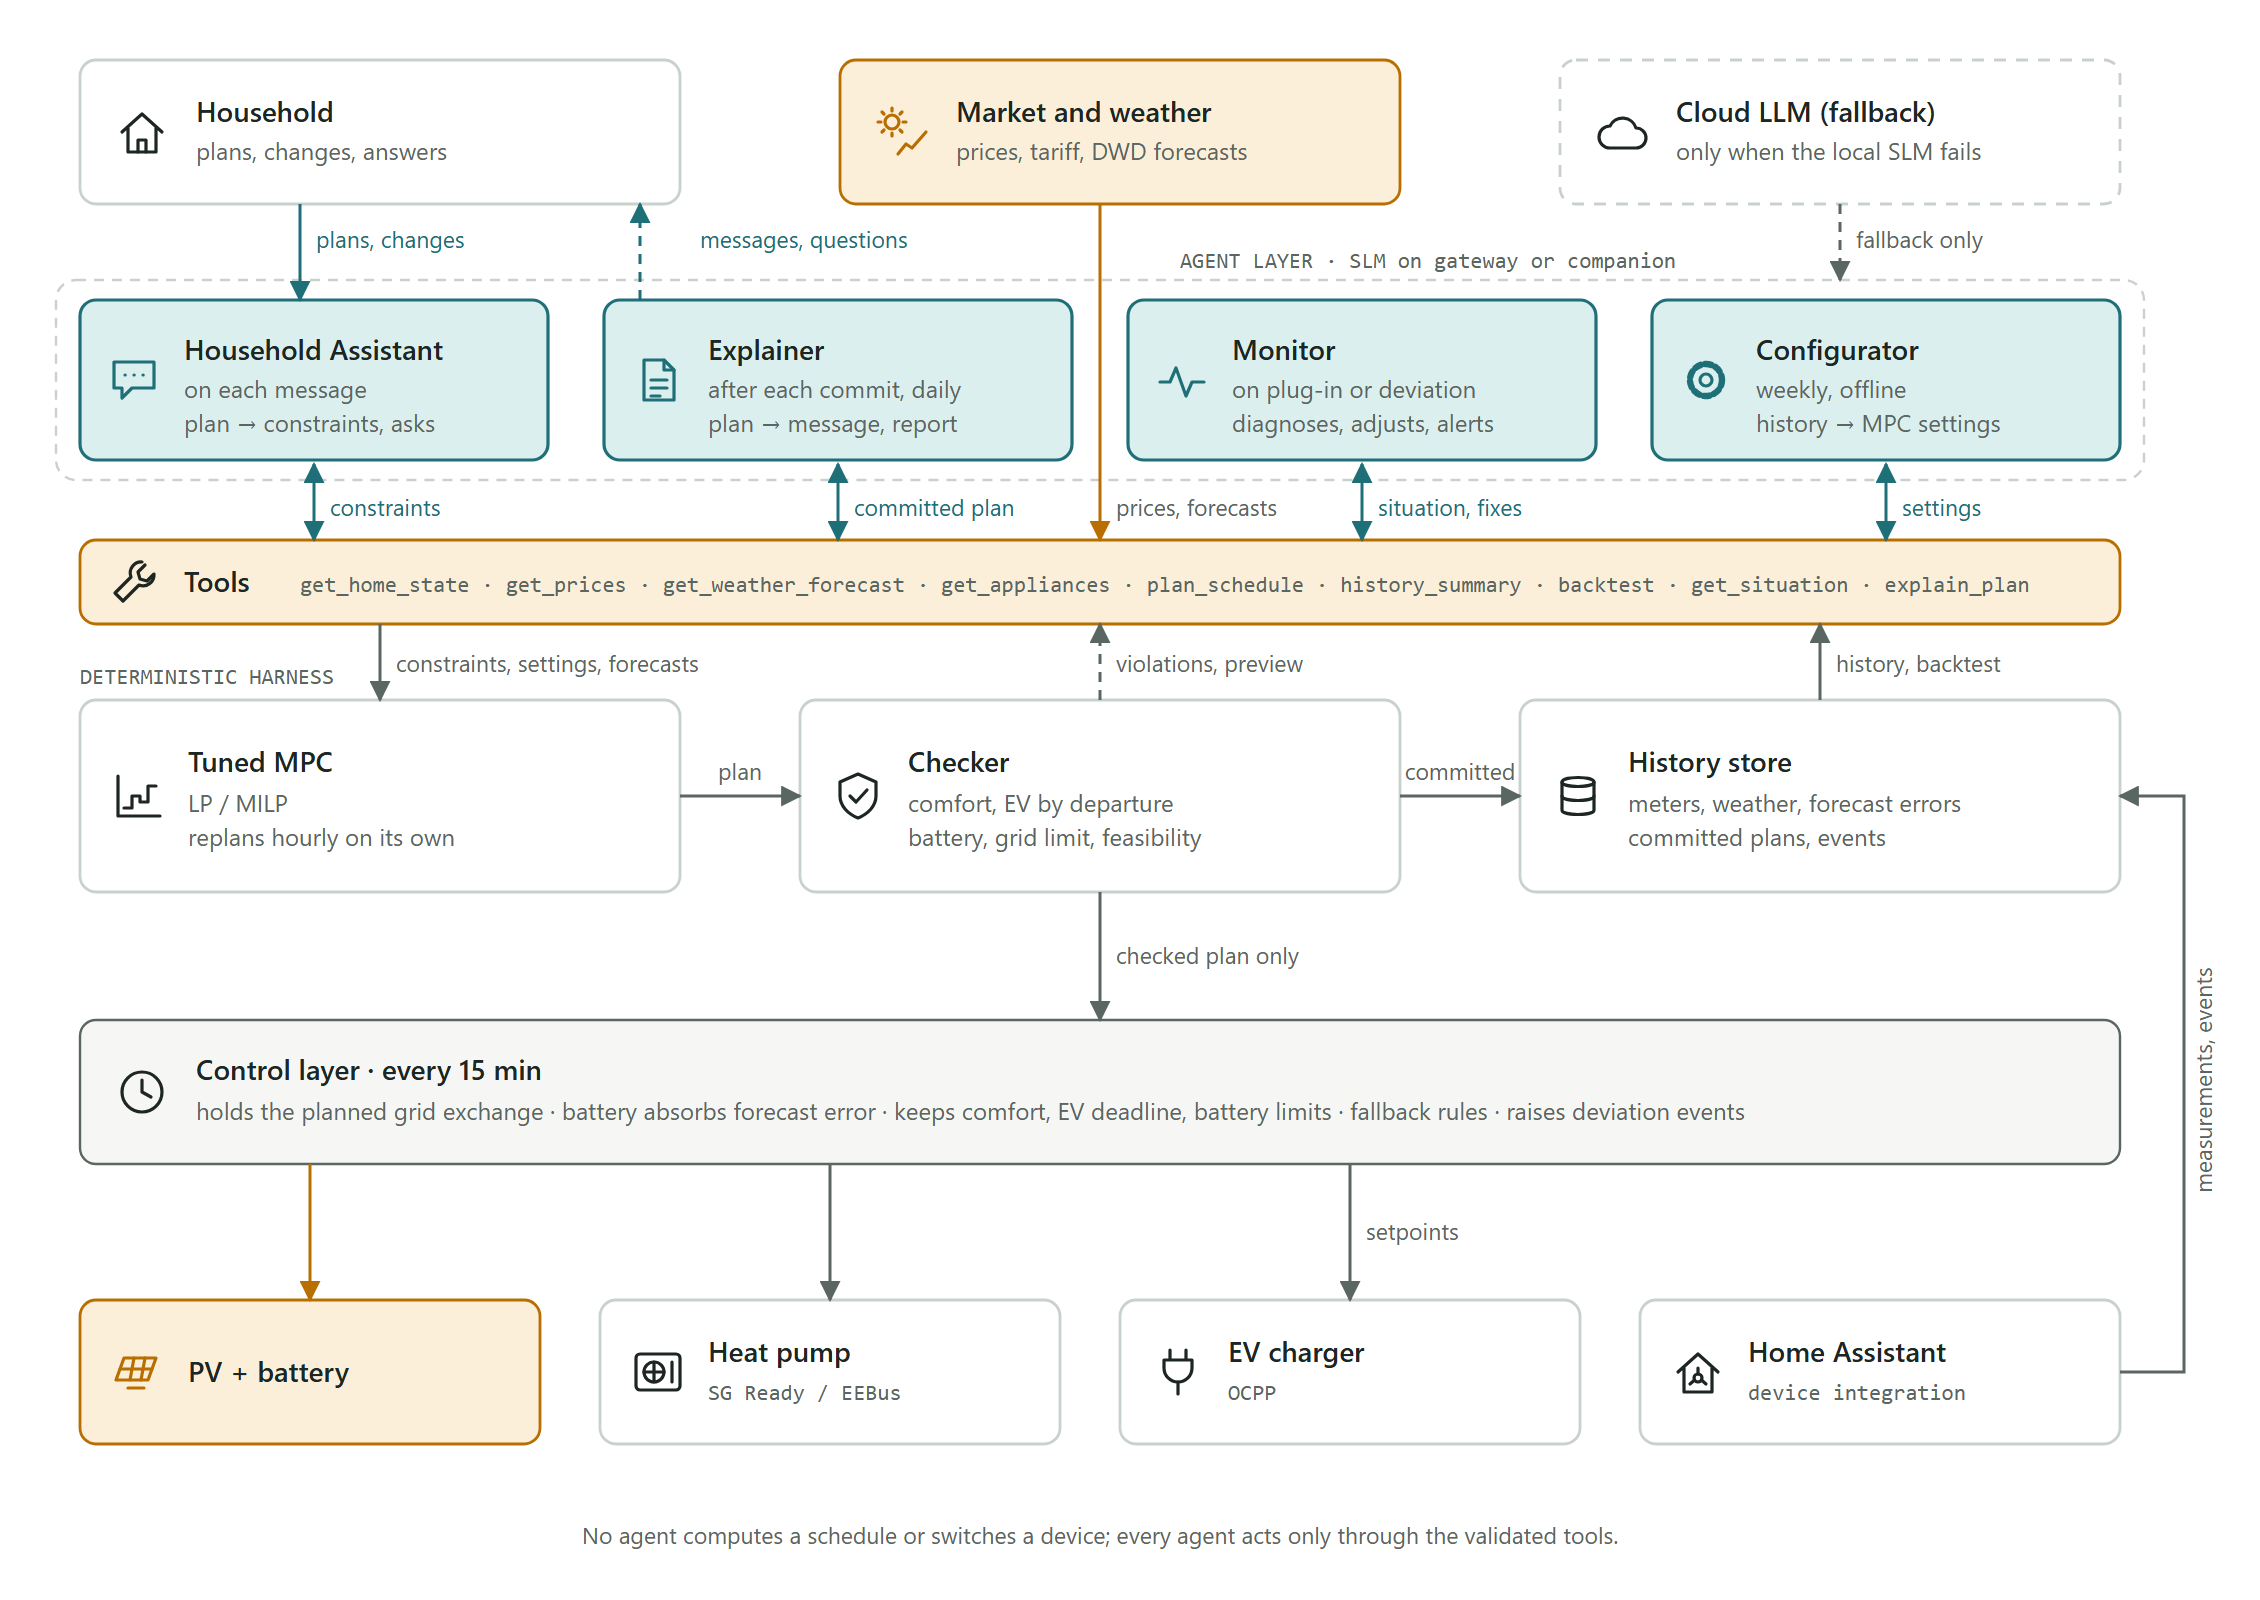 Household
plans, changes, answers
Market and weather
prices, tariff, DWD forecasts
Cloud LLM (fallback)
only when the local SLM fails
plans, changes
messages, questions
fallback only
AGENT LAYER · SLM on gateway or companion
Household Assistant
on each message
plan → constraints, asks
Explainer
after each commit, daily
plan → message, report
Monitor
on plug-in or deviation
diagnoses, adjusts, alerts
Configurator
weekly, offline
history → MPC settings
constraints
committed plan
prices, forecasts
situation, fixes
settings
Tools
get_home_state · get_prices · get_weather_forecast · get_appliances · plan_schedule · history_summary · backtest · get_situation · explain_plan
constraints, settings, forecasts
violations, preview
history, backtest
DETERMINISTIC HARNESS
Tuned MPC
LP / MILP
replans hourly on its own
plan
Checker
comfort, EV by departure
battery, grid limit, feasibility
committed
History store
meters, weather, forecast errors
committed plans, events
checked plan only
measurements, events
Control layer · every 15 min
holds the planned grid exchange · battery absorbs forecast error · keeps comfort, EV deadline, battery limits · fallback rules · raises deviation events
setpoints
PV + battery
Heat pump
SG Ready / EEBus
EV charger
OCPP
Home Assistant
device integration
No agent computes a schedule or switches a device; every agent acts only through the validated tools.